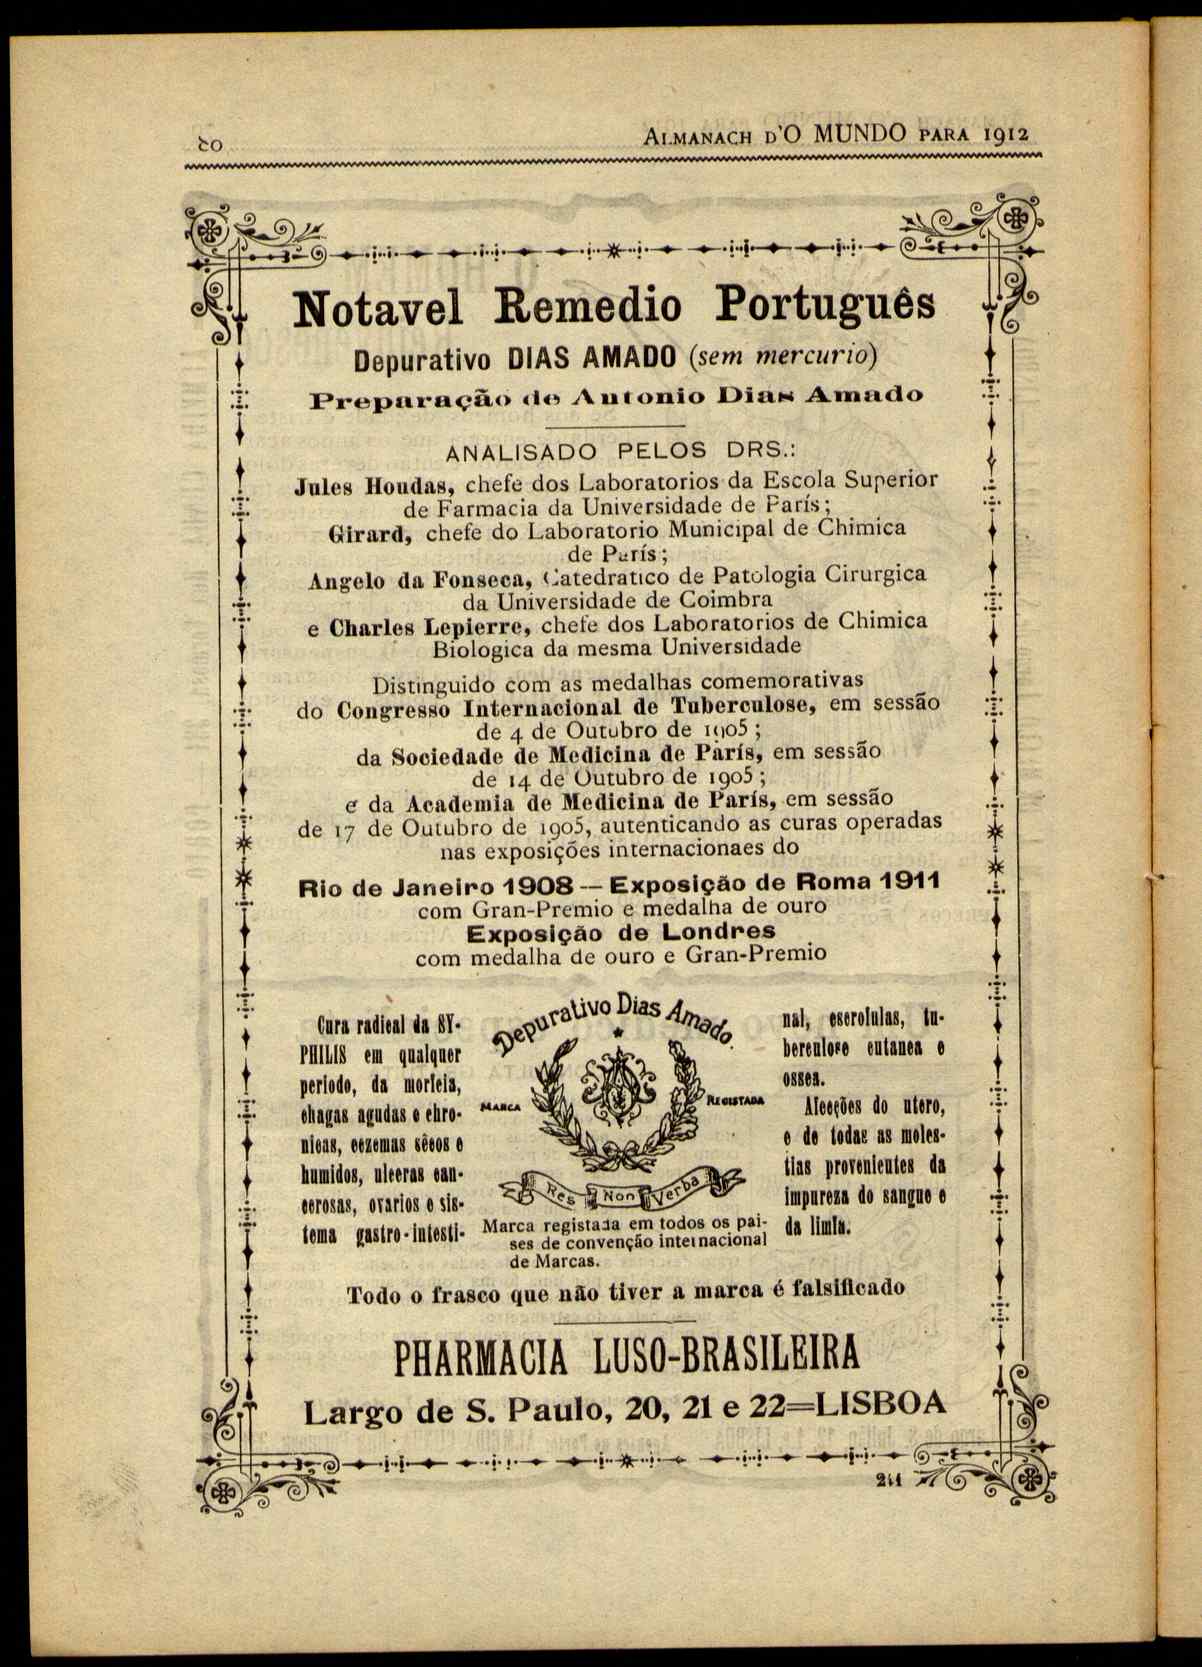 80
ALMANACH D'O MUNDO PARA 1912
Notavel Remedio Português
Depurativo DIAS AMADO (sem mercurio)
Preparação de Antonio Dias Amado
ANALISADO PELOS DRS.:
Jules Houdas, chefe dos Laboratorios da Escola Superior
de Farmacia da Universidade de París;
Girard, chefe do Laboratorio Municipal de Chimica
de París;
Angelo da Fonseca, Catedratico de Patologia Cirurgica
da Universidade de Coimbra
e Charles Lepierre, chefe dos Laboratorios de Chimica
Biologica da mesma Universidade
Distinguido com as medalhas comemorativas
do Congresso Internacional de Tuberculose, em sessão
de 4 de Outubro de 1905;
da Sociedade de Medicina de París, em sessão
de 14 de Outubro de 1905;
e da Academia de Medicina de París, em sessão
de 17 de Outubro de 1905, autenticando as curas operadas
nas exposições internacionaes do
Rio de Janeiro 1908 — Exposição de Roma 1911
com Gran-Premio e medalha de ouro
Exposição de Londres
com medalha de ouro e Gran-Premio
Cura radical da SY-
PHILIS em qualquer
periodo, da morfeia,
chagas agudas e chro-
nicas, eczemas sêcos e
humidos, ulceras can-
cerosas, ovarios e sis-
tema gastro-intesti-
Depurativo Dias Amado.
MARCA
REGISTADA
Res Non Verba
Marca registada em todos os pai-
ses de convenção internacional
de Marcas.
nal, escrofulas, tu-
berculose cutanea e
ossea.
Afecções do utero,
e de todas as moles-
tias provenientes da
impureza do sangue e
da limfa.
Todo o frasco que não tiver a marca é falsificado
PHARMACIA LUSO-BRASILEIRA
Largo de S. Paulo, 20, 21 e 22=LISBOA